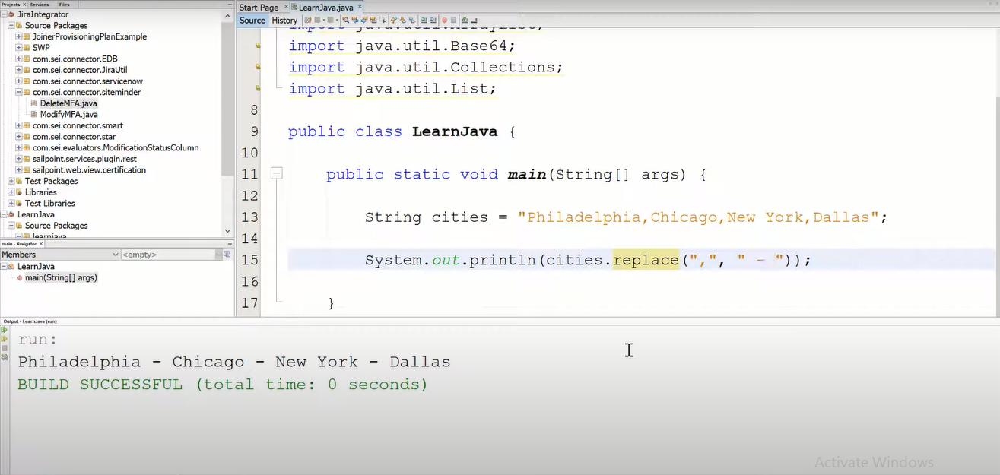 Projects × Services Files
JiraIntegrator
Source Packages
JoinerProvisioningPlanExample
SWP
com.sei.connector.EDB
com.sei.connector.JiraUtil
com.sei.connector.servicenow
com.sei.connector.siteminder
DeleteMFA.java
ModifyMFA.java
com.sei.connector.smart
com.sei.connector.star
com.sei.evaluators.ModificationStatusColumn
sailpoint.services.plugin.rest
sailpoint.web.view.certification
Test Packages
Libraries
Test Libraries
LearnJava
Source Packages
learnjava
main - Navigator ×
Members <empty>
LearnJava
main(String[] args)
Start Page × LearnJava.java ×
Source History
import java.util.ArrayList;
import java.util.Base64;
import java.util.Collections;
import java.util.List;
8
9 public class LearnJava {
10
11 public static void main(String[] args) {
12
13 String cities = "Philadelphia,Chicago,New York,Dallas";
14
15 System.out.println(cities.replace(",", " - "));
16
17 }
Output - LearnJava (run)
run:
Philadelphia - Chicago - New York - Dallas
BUILD SUCCESSFUL (total time: 0 seconds)
Activate Windows